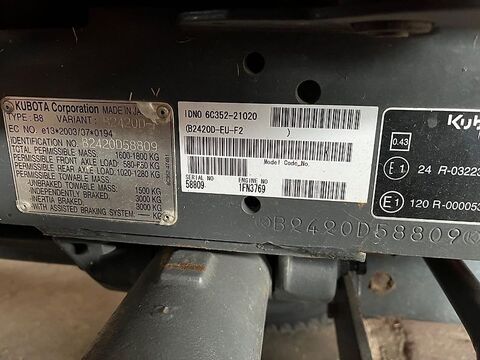 KUBOTA Corporation MADE IN JA
TYPE: B8 VARIANT: B2420D-F
EC NO. e13*2003/37*0194
IDENTIFICATION NO. B2420D58809
TOTAL PERMISSIBLE MASS: 1600-1800 KG
PERMISSIBLE FRONT AXLE LOAD: 580-830 KG
PERMISSIBLE REAR AXLE LOAD: 1020-1280 KG
PERMISSIBLE TOWABLE MASS:
UNBRAKED TOWABLE MASS: 1500 KG
INDEPENDENTLY BRAKED: 3000 KG
INERTIA BRAKED: 3000 KG
WITH ASSISTED BRAKING SYSTEM: ---- KG
IDNO 6C352-21020
(B2420D-EU-F2 )
Model Code No.
SERIAL NO ENGINE NO
58809 1FN3769
Kub
0.43
E1 24 R-03223
E1 120 R-000053
B2420D58809